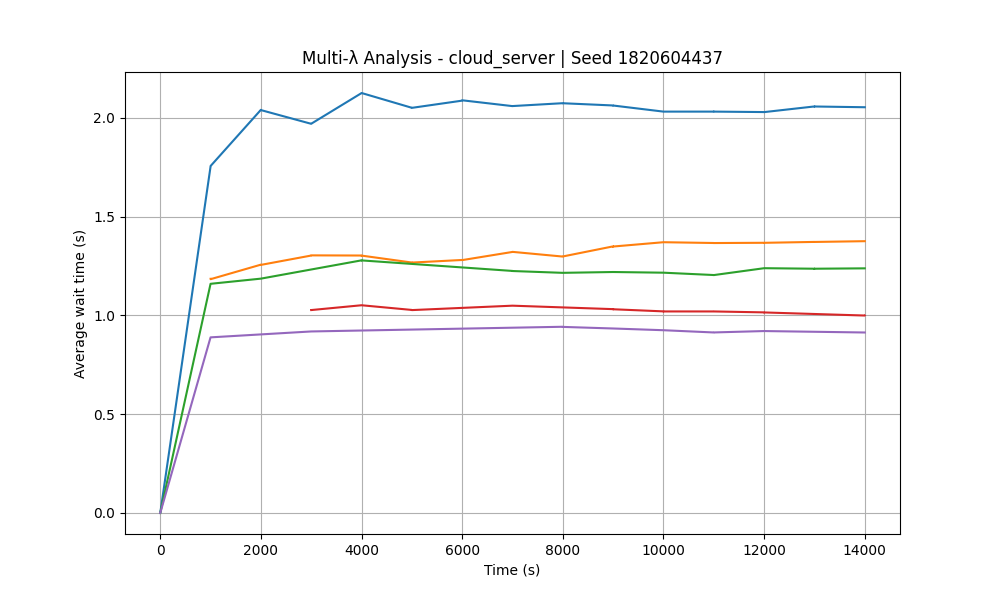 Multi-λ Analysis - cloud_server | Seed 1820604437
Average wait time (s)
2.0
1.5
1.0
0.5
0.0
0 2000 4000 6000 8000 10000 12000 14000
Time (s)